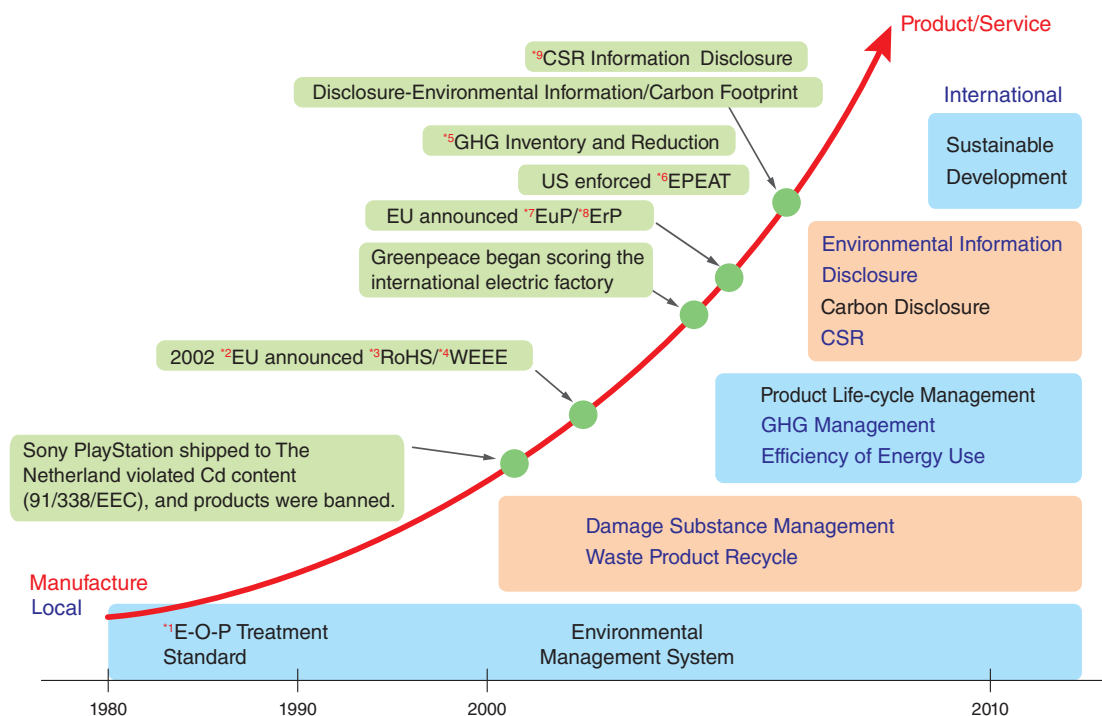 Product/Service
*9CSR Information Disclosure
Disclosure-Environmental Information/Carbon Footprint
International
*5GHG Inventory and Reduction
Sustainable
Development
US enforced *6EPEAT
EU announced *7EuP/*8ErP
Greenpeace began scoring the
international electric factory
Environmental Information
Disclosure
Carbon Disclosure
CSR
2002 *2EU announced *3RoHS/*4WEEE
Product Life-cycle Management
GHG Management
Efficiency of Energy Use
Sony PlayStation shipped to The
Netherland violated Cd content
(91/338/EEC), and products were banned.
Damage Substance Management
Waste Product Recycle
Manufacture
Local
*1E-O-P Treatment
Standard
Environmental
Management System
1980
1990
2000
2010